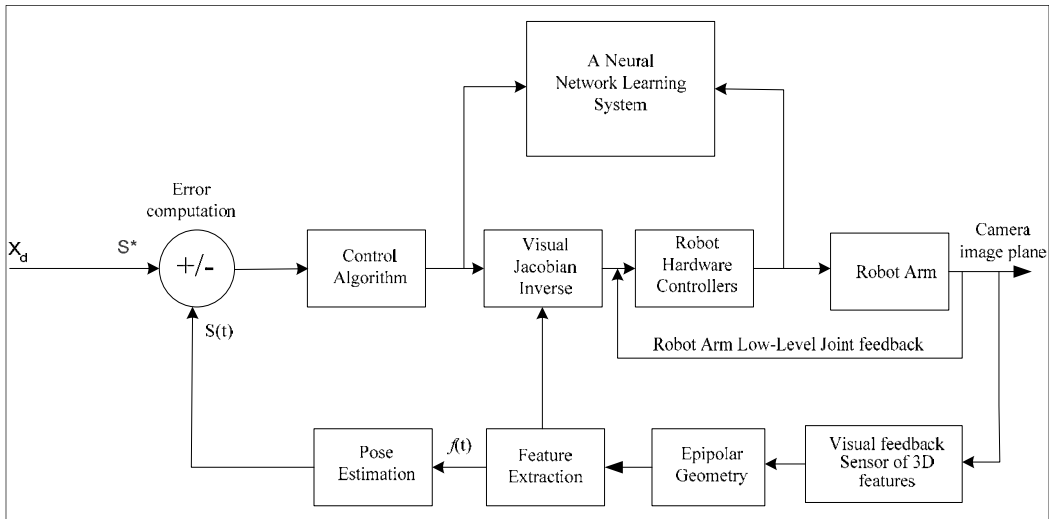 A Neural
Network Learning
System
Error
computation
X_d
S*
+/-
Control
Algorithm
Visual
Jacobian
Inverse
Robot
Hardware
Controllers
Robot Arm
Camera
image plane
S(t)
Robot Arm Low-Level Joint feedback
Pose
Estimation
f(t)
Feature
Extraction
Epipolar
Geometry
Visual feedback
Sensor of 3D
features